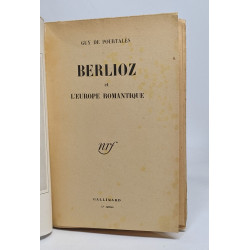 GUY DE POURTALÈS
BERLIOZ
et
L'EUROPE ROMANTIQUE
nrf
GALLIMARD